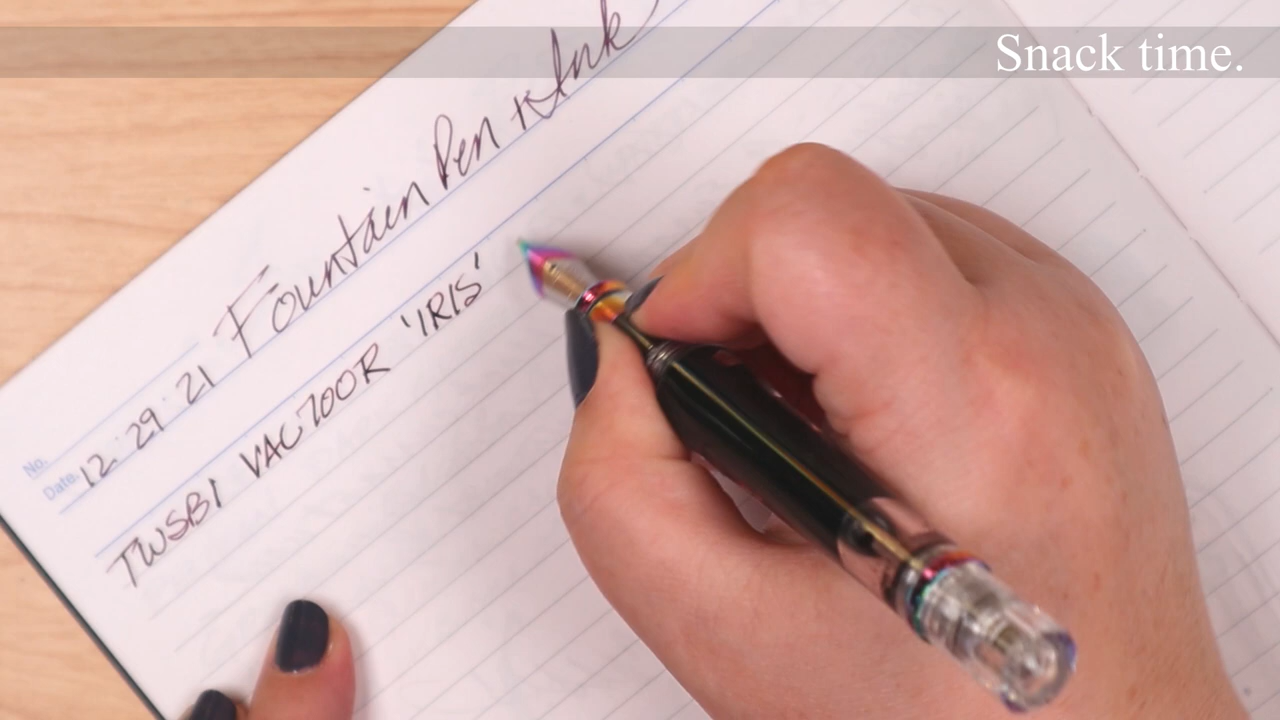 Snack time.
Fountain Pen + Ink
No.
Date. 12 29 21
TWSBI VAC700R 'IRIS'